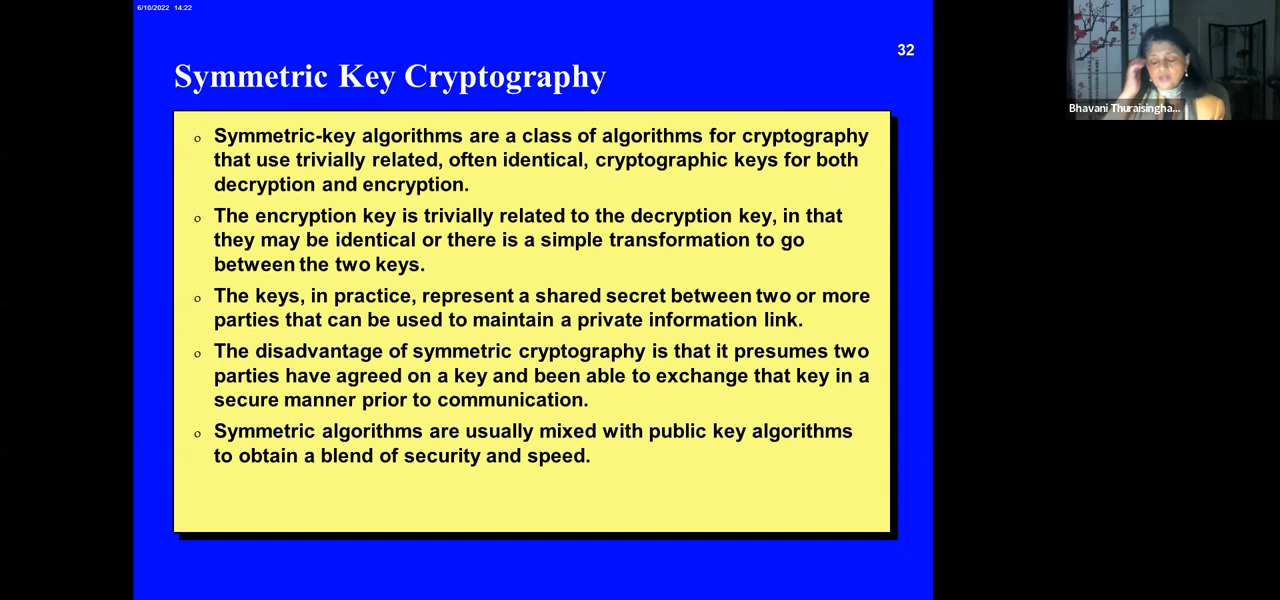 6/10/2022 14:22
32
Symmetric Key Cryptography
o Symmetric-key algorithms are a class of algorithms for cryptography
that use trivially related, often identical, cryptographic keys for both
decryption and encryption.
o The encryption key is trivially related to the decryption key, in that
they may be identical or there is a simple transformation to go
between the two keys.
o The keys, in practice, represent a shared secret between two or more
parties that can be used to maintain a private information link.
o The disadvantage of symmetric cryptography is that it presumes two
parties have agreed on a key and been able to exchange that key in a
secure manner prior to communication.
o Symmetric algorithms are usually mixed with public key algorithms
to obtain a blend of security and speed.
Bhavani Thuraisingha...